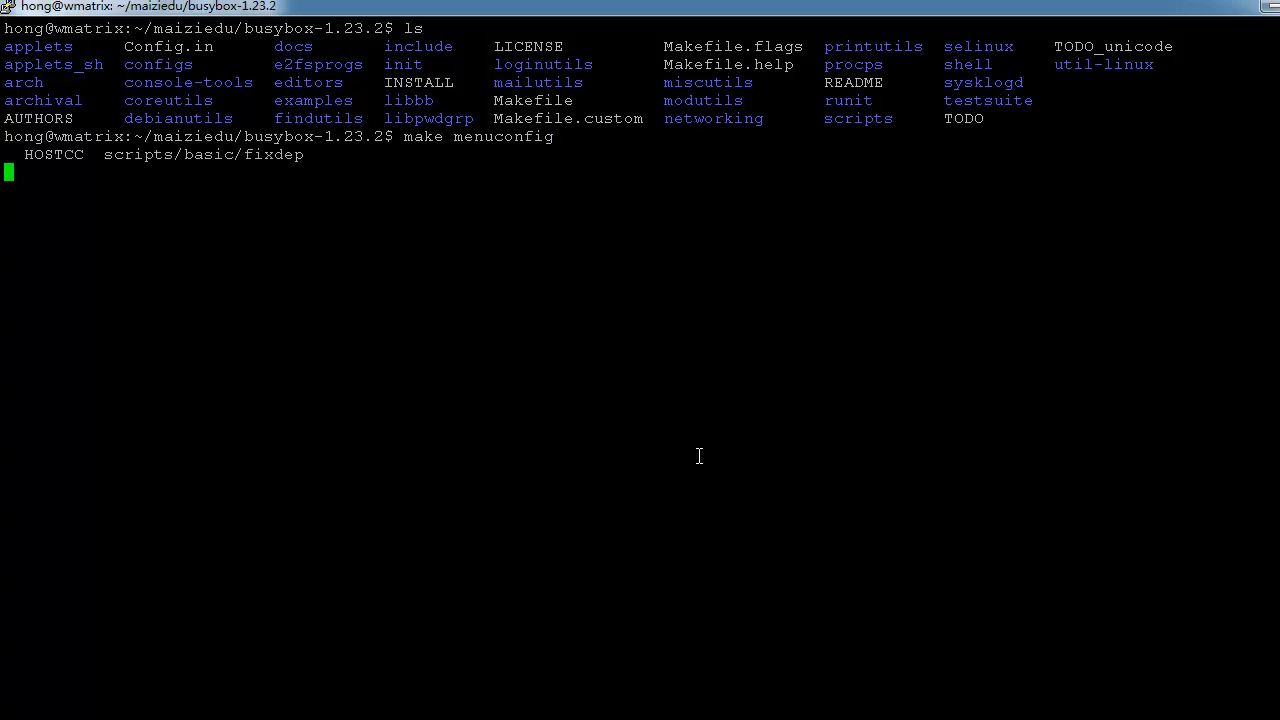 hong@wmatrix: ~/maiziedu/busybox-1.23.2
hong@wmatrix:~/maiziedu/busybox-1.23.2$ ls
applets Config.in docs include LICENSE Makefile.flags printutils selinux TODO_unicode
applets_sh configs e2fsprogs init loginutils Makefile.help procps shell util-linux
arch console-tools editors INSTALL mailutils miscutils README sysklogd
archival coreutils examples libbb Makefile modutils runit testsuite
AUTHORS debianutils findutils libpwdgrp Makefile.custom networking scripts TODO
hong@wmatrix:~/maiziedu/busybox-1.23.2$ make menuconfig
HOSTCC scripts/basic/fixdep